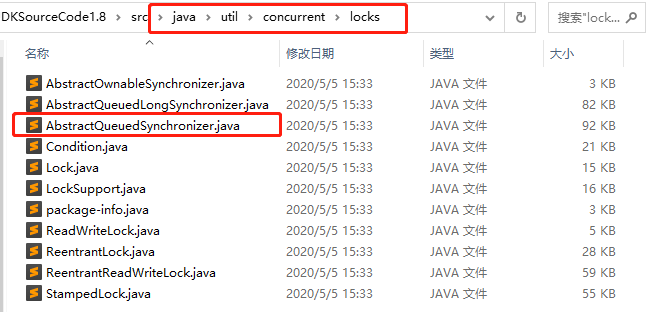 DKSourceCode1.8 › src › java › util › concurrent › locks
搜索"lock...
名称 修改日期 类型 大小
AbstractOwnableSynchronizer.java 2020/5/5 15:33 JAVA 文件 3 KB
AbstractQueuedLongSynchronizer.java 2020/5/5 15:33 JAVA 文件 82 KB
AbstractQueuedSynchronizer.java 2020/5/5 15:33 JAVA 文件 92 KB
Condition.java 2020/5/5 15:33 JAVA 文件 21 KB
Lock.java 2020/5/5 15:33 JAVA 文件 15 KB
LockSupport.java 2020/5/5 15:33 JAVA 文件 16 KB
package-info.java 2020/5/5 15:33 JAVA 文件 3 KB
ReadWriteLock.java 2020/5/5 15:33 JAVA 文件 5 KB
ReentrantLock.java 2020/5/5 15:33 JAVA 文件 28 KB
ReentrantReadWriteLock.java 2020/5/5 15:33 JAVA 文件 59 KB
StampedLock.java 2020/5/5 15:33 JAVA 文件 55 KB